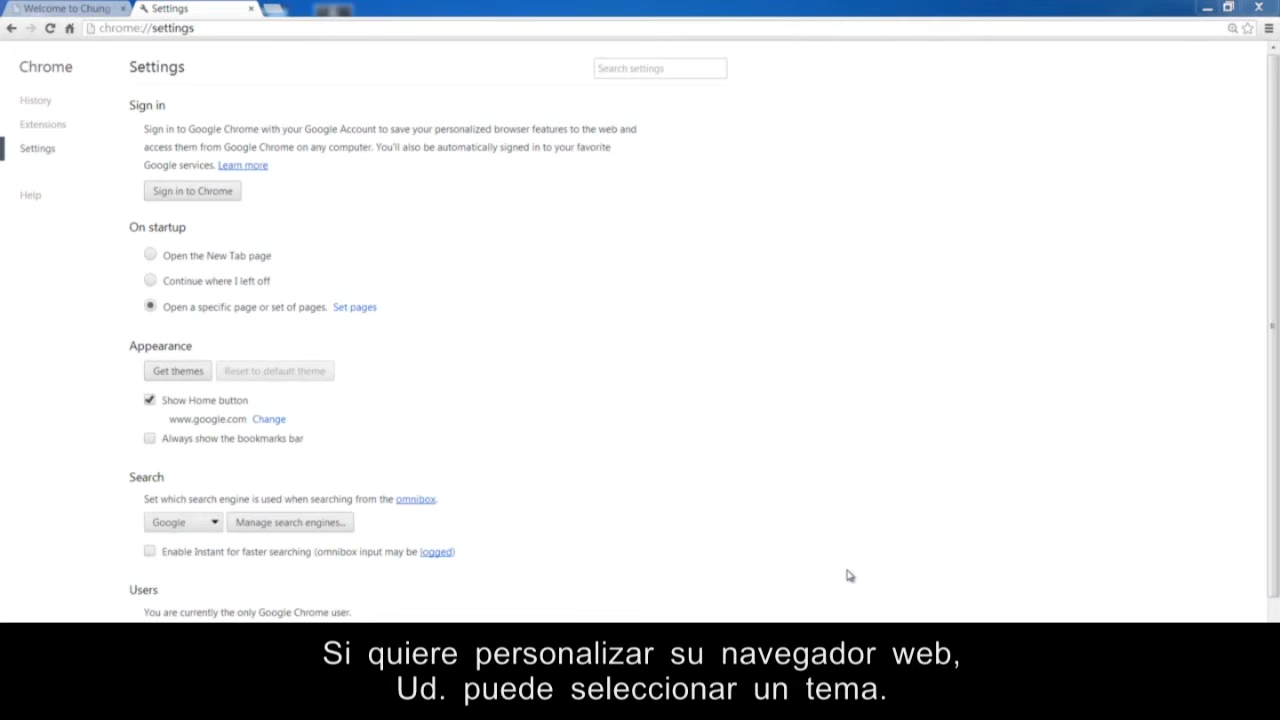 Welcome to Chung
Settings
chrome://settings
Chrome
Settings
Search settings
History
Extensions
Settings
Help
Sign in
Sign in to Google Chrome with your Google Account to save your personalized browser features to the web and
access them from Google Chrome on any computer. You'll also be automatically signed in to your favorite
Google services. Learn more
Sign in to Chrome
On startup
Open the New Tab page
Continue where I left off
Open a specific page or set of pages. Set pages
Appearance
Get themes Reset to default theme
Show Home button
www.google.com Change
Always show the bookmarks bar
Search
Set which search engine is used when searching from the omnibox.
Google Manage search engines...
Enable Instant for faster searching (omnibox input may be logged)
Users
You are currently the only Google Chrome user.
Si quiere personalizar su navegador web,
Ud. puede seleccionar un tema.